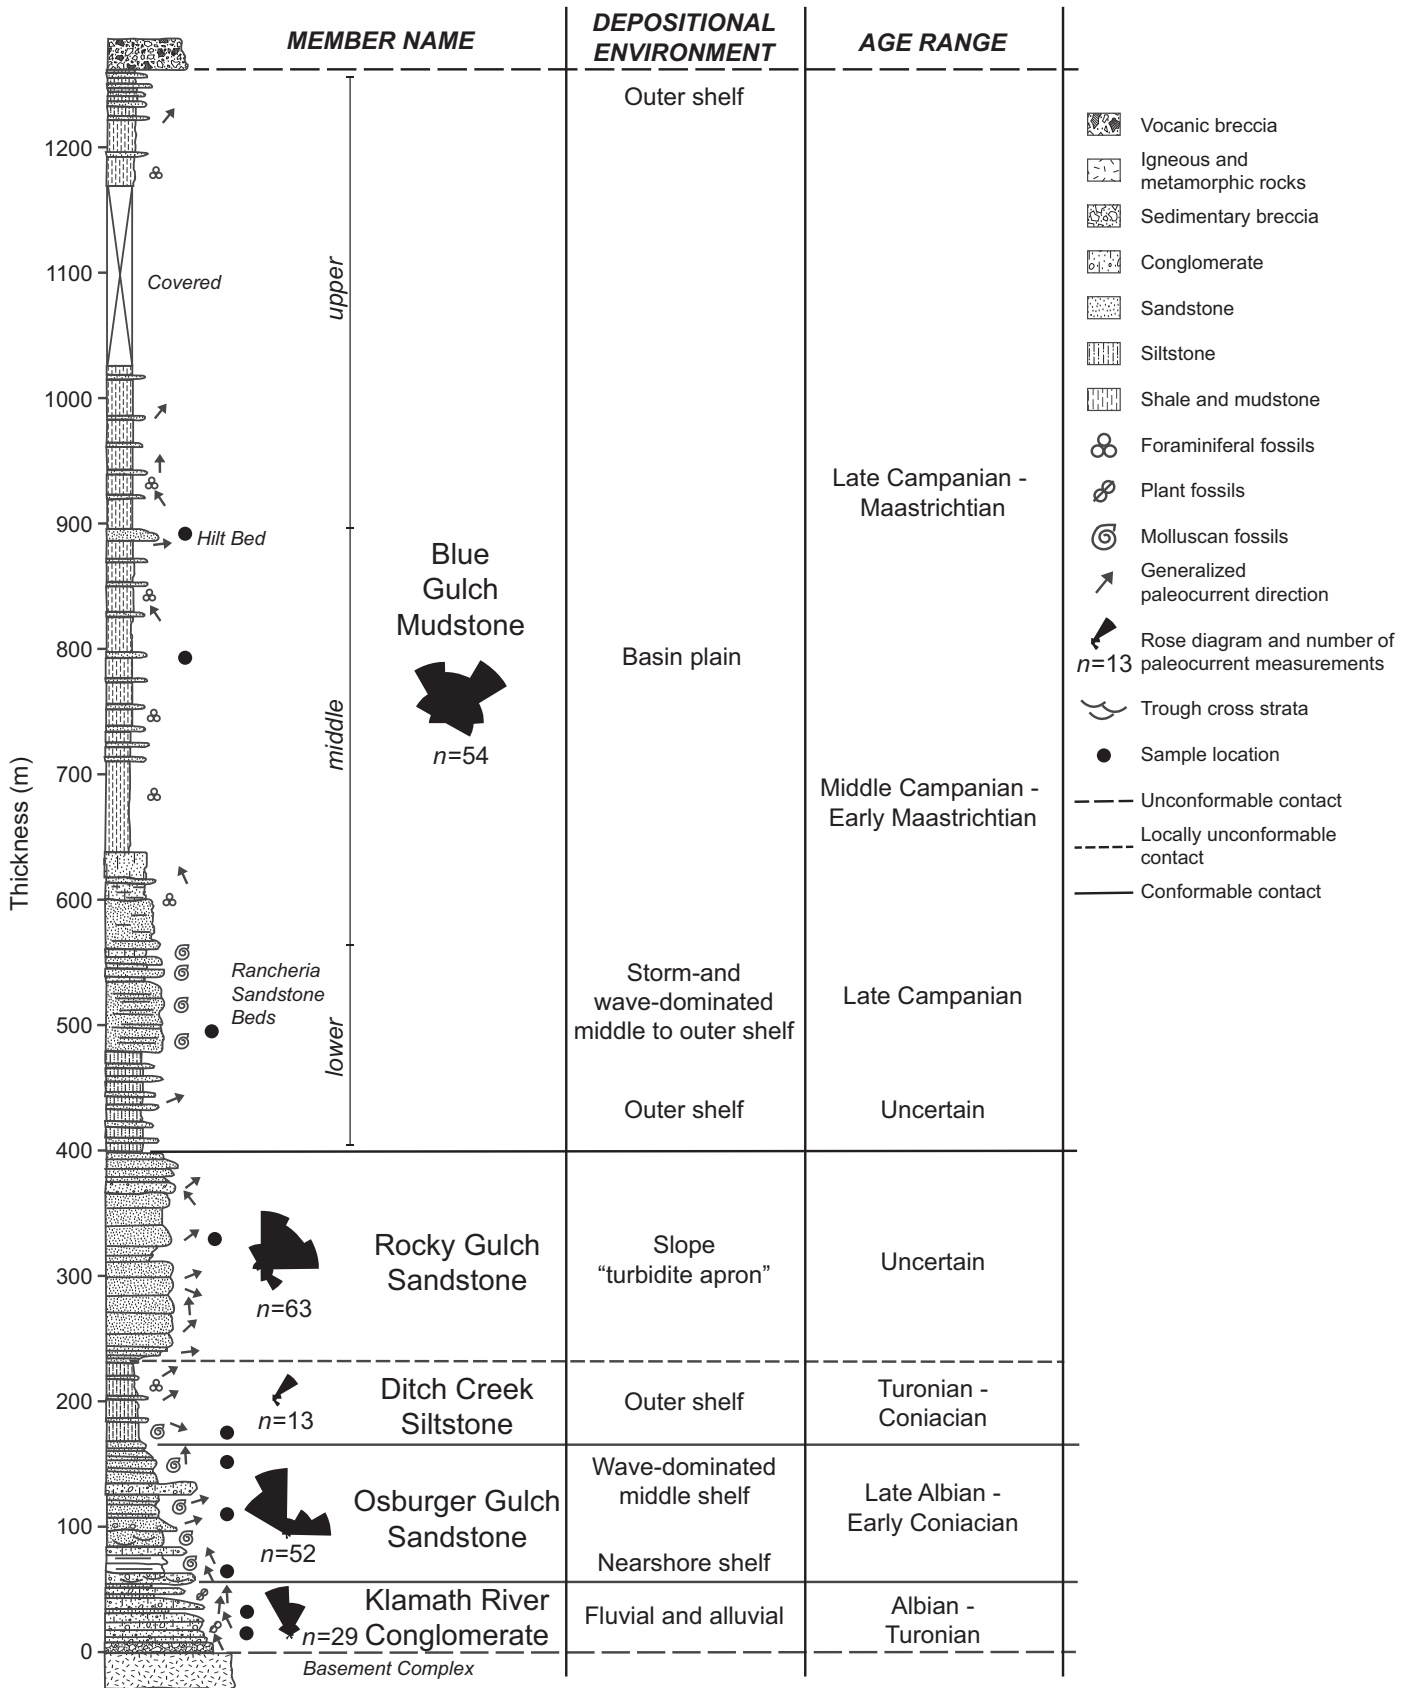 MEMBER NAME
DEPOSITIONAL
ENVIRONMENT
AGE RANGE
Thickness (m)
1200
1100
1000
900
800
700
600
500
400
300
200
100
0
Covered
Hilt Bed
Rancheria
Sandstone
Beds
upper
middle
lower
Blue
Gulch
Mudstone
n=54
Rocky Gulch
Sandstone
n=63
Ditch Creek
Siltstone
n=13
Osburger Gulch
Sandstone
n=52
Klamath River
n=29 Conglomerate
Basement Complex
Outer shelf
Basin plain
Storm-and
wave-dominated
middle to outer shelf
Outer shelf
Slope
“turbidite apron”
Outer shelf
Wave-dominated
middle shelf
Nearshore shelf
Fluvial and alluvial
Late Campanian -
Maastrichtian
Middle Campanian -
Early Maastrichtian
Late Campanian
Uncertain
Uncertain
Turonian -
Coniacian
Late Albian -
Early Coniacian
Albian -
Turonian
Vocanic breccia
Igneous and
metamorphic rocks
Sedimentary breccia
Conglomerate
Sandstone
Siltstone
Shale and mudstone
Foraminiferal fossils
Plant fossils
Molluscan fossils
Generalized
paleocurrent direction
Rose diagram and number of
n=13 paleocurrent measurements
Trough cross strata
Sample location
Unconformable contact
Locally unconformable
contact
Conformable contact